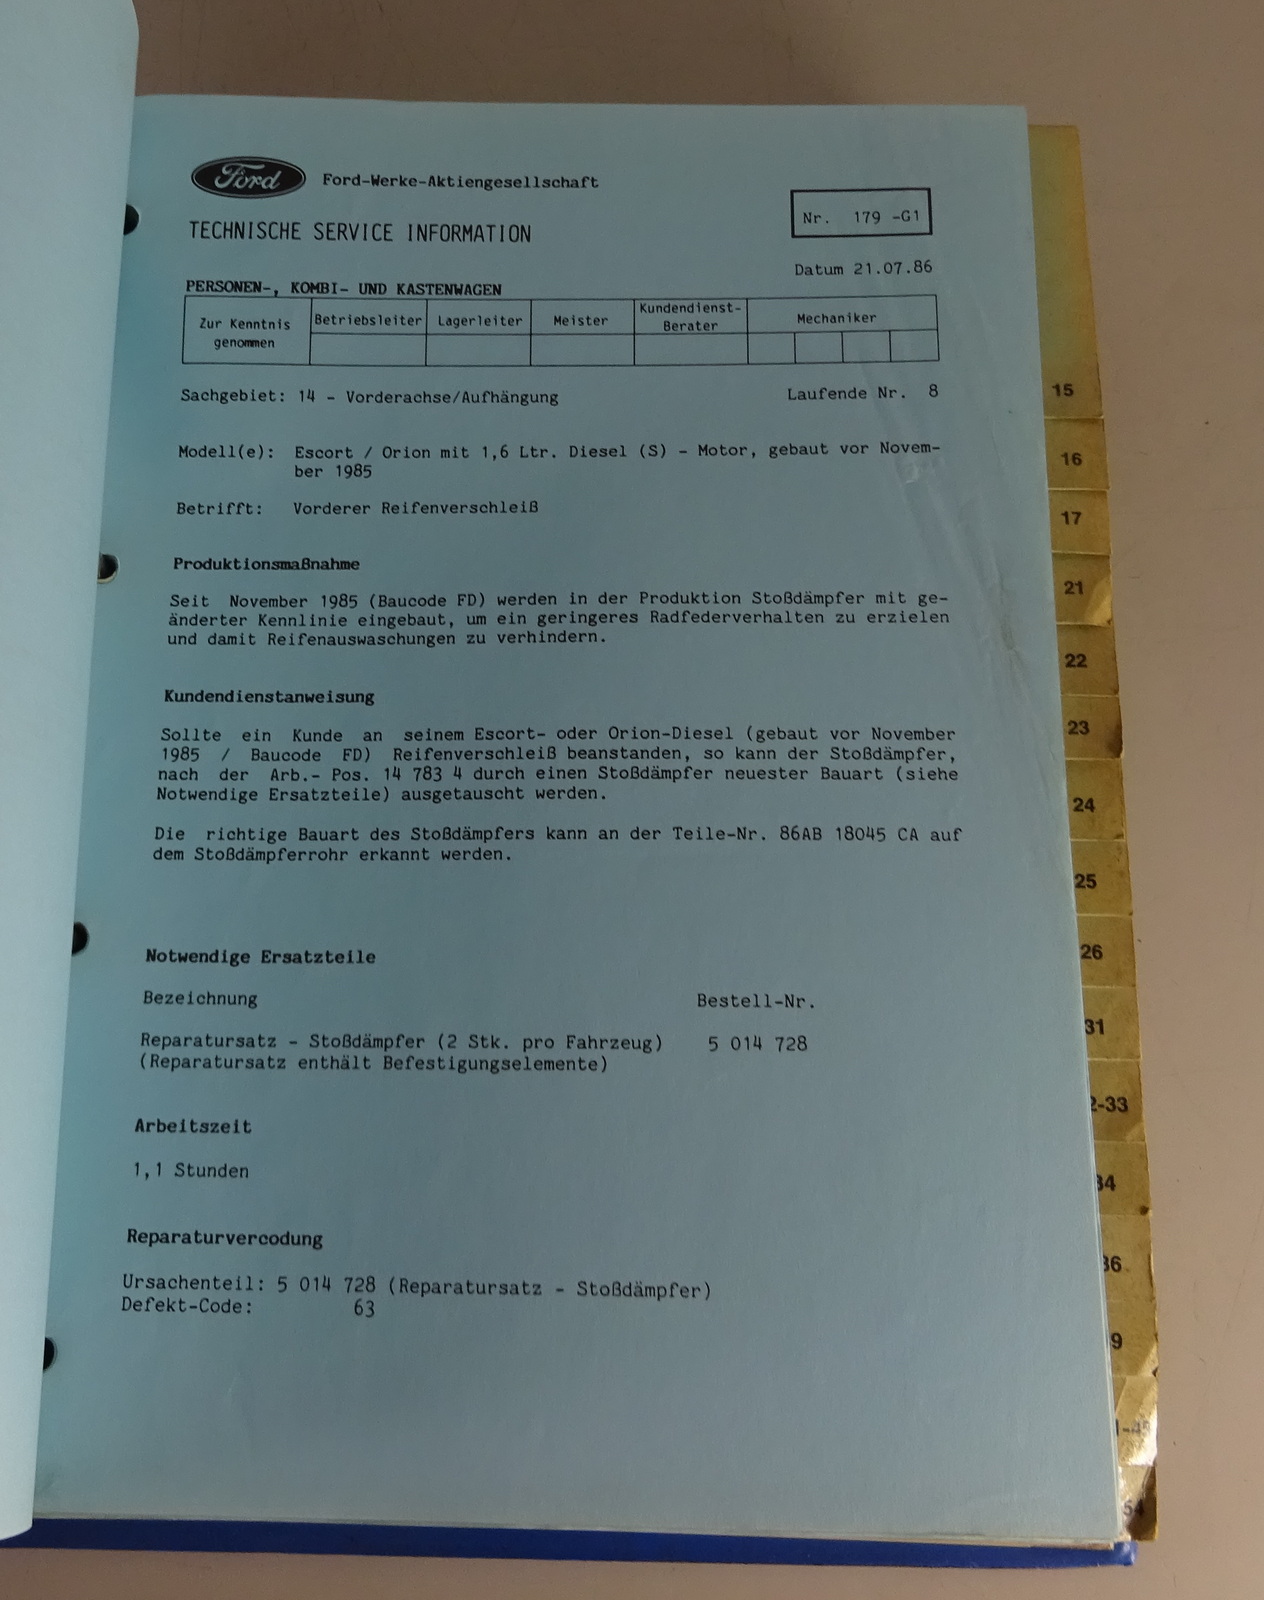 Ford Ford-Werke-Aktiengesellschaft
TECHNISCHE SERVICE INFORMATION
Nr. 179 -G1
Datum 21.07.86
PERSONEN-, KOMBI- UND KASTENWAGEN
Zur Kenntnis genommen
Betriebsleiter
Lagerleiter
Meister
Kundendienst-
Berater
Mechaniker
Sachgebiet: 14 - Vorderachse/Aufhängung Laufende Nr. 8
Modell(e): Escort / Orion mit 1,6 Ltr. Diesel (S) - Motor, gebaut vor Novem-
ber 1985
Betrifft: Vorderer Reifenverschleiß
Produktionsmaßnahme
Seit November 1985 (Baucode FD) werden in der Produktion Stoßdämpfer mit ge-
änderter Kennlinie eingebaut, um ein geringeres Radfederverhalten zu erzielen
und damit Reifenauswaschungen zu verhindern.
Kundendienstanweisung
Sollte ein Kunde an seinem Escort- oder Orion-Diesel (gebaut vor November
1985 / Baucode FD) Reifenverschleiß beanstanden, so kann der Stoßdämpfer,
nach der Arb.- Pos. 14 783 4 durch einen Stoßdämpfer neuester Bauart (siehe
Notwendige Ersatzteile) ausgetauscht werden.
Die richtige Bauart des Stoßdämpfers kann an der Teile-Nr. 86AB 18045 CA auf
dem Stoßdämpferrohr erkannt werden.
Notwendige Ersatzteile
Bezeichnung Bestell-Nr.
Reparatursatz - Stoßdämpfer (2 Stk. pro Fahrzeug) 5 014 728
(Reparatursatz enthält Befestigungselemente)
Arbeitszeit
1,1 Stunden
Reparaturvercodung
Ursachenteil: 5 014 728 (Reparatursatz - Stoßdämpfer)
Defekt-Code: 63
15
16
17
21
22
23
24
25
26
31
-33
34
36
9
54